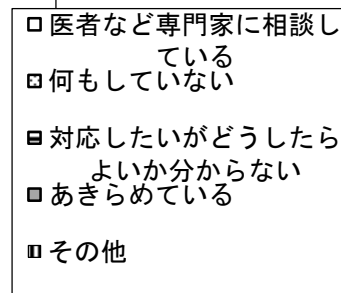 医者など専門家に相談し
ている
何もしていない
対応したいがどうしたら
よいか分からない
あきらめている
その他